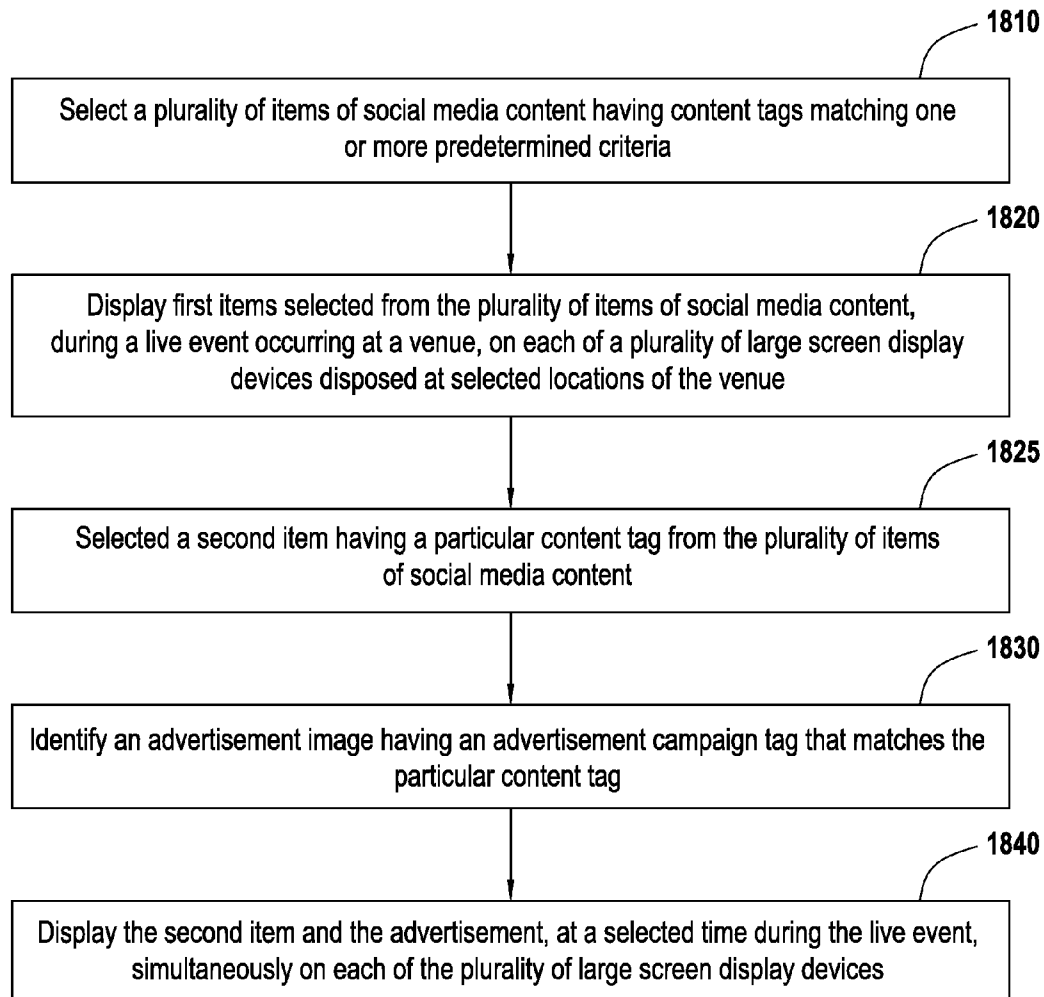 1810
Select a plurality of items of social media content having content tags matching one
or more predetermined criteria
1820
Display first items selected from the plurality of items of social media content,
during a live event occurring at a venue, on each of a plurality of large screen display
devices disposed at selected locations of the venue
1825
Selected a second item having a particular content tag from the plurality of items
of social media content
1830
Identify an advertisement image having an advertisement campaign tag that matches the
particular content tag
1840
Display the second item and the advertisement, at a selected time during the live event,
simultaneously on each of the plurality of large screen display devices